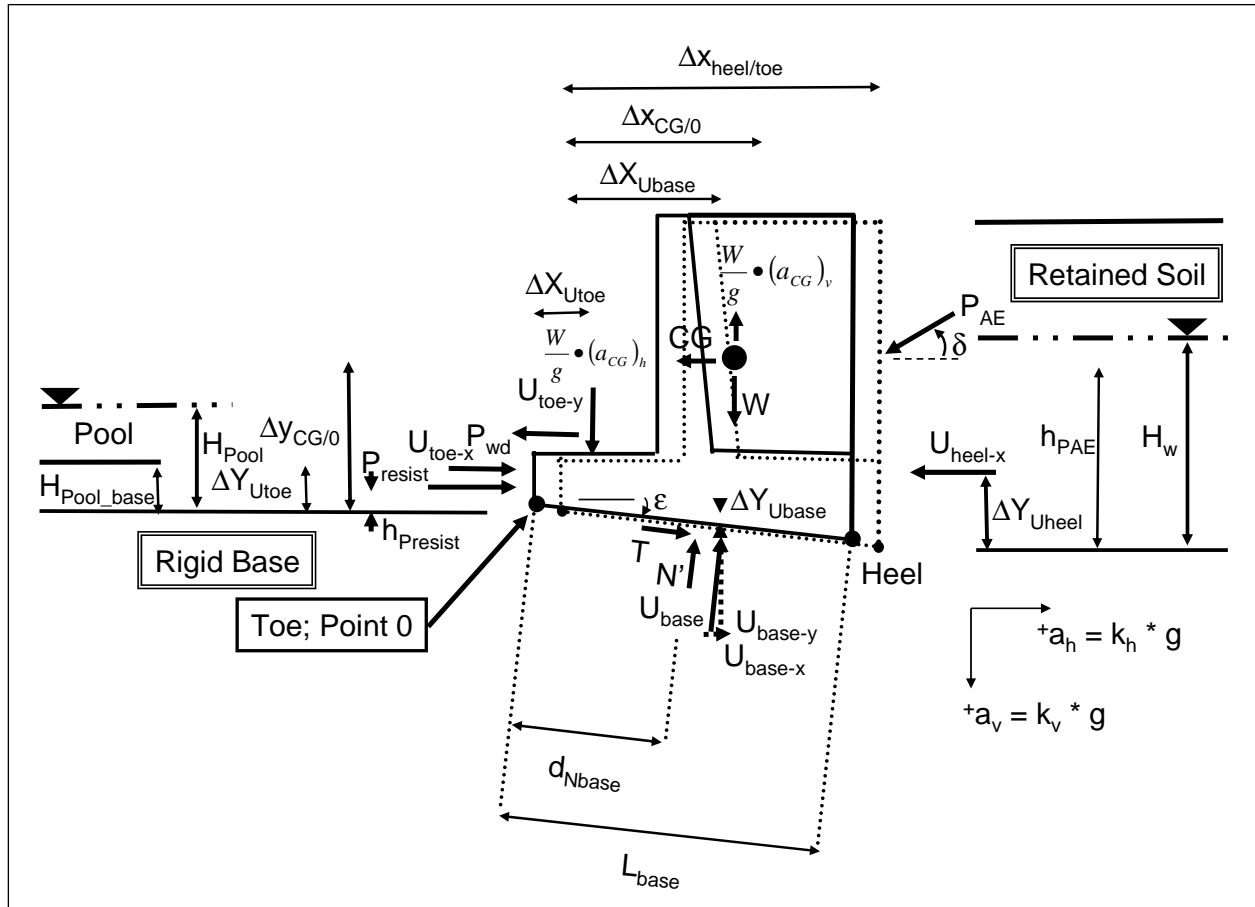 Δx_heel/toe
Δx_CG/0
ΔX_Ubase
Retained Soil
W/g • (a_CG)_v
ΔX_Utoe
P_AE
δ
CG
W/g • (a_CG)_h
U_toe-y
W
Pool
H_Pool
Δy_CG/0
U_toe-x
P_wd
h_PAE
H_w
U_heel-x
P_resist
H_Pool_base
ΔY_Utoe
ε
ΔY_Ubase
ΔY_Uheel
h_Presist
T
Rigid Base
N'
Heel
U_base
Toe; Point 0
U_base-y
U_base-x
+a_h = k_h * g
+a_v = k_v * g
d_Nbase
L_base